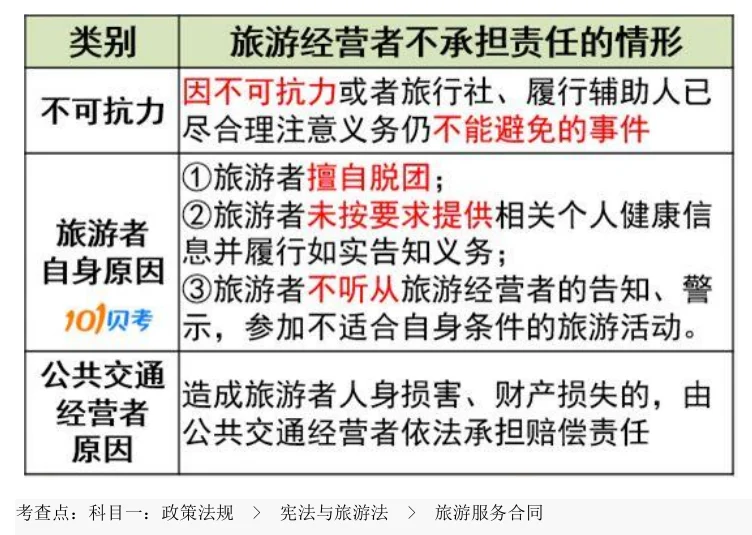 类别
旅游经营者不承担责任的情形
不可抗力
因不可抗力或者旅行社、履行辅助人已
尽合理注意义务仍不能避免的事件
旅游者
自身原因
101贝考
①旅游者擅自脱团；
②旅游者未按要求提供相关个人健康信
息并履行如实告知义务；
③旅游者不听从旅游经营者的告知、警
示，参加不适合自身条件的旅游活动。
公共交通
经营者
原因
造成旅游者人身损害、财产损失的，由
公共交通经营者依法承担赔偿责任
考查点：科目一：政策法规 > 宪法与旅游法 > 旅游服务合同